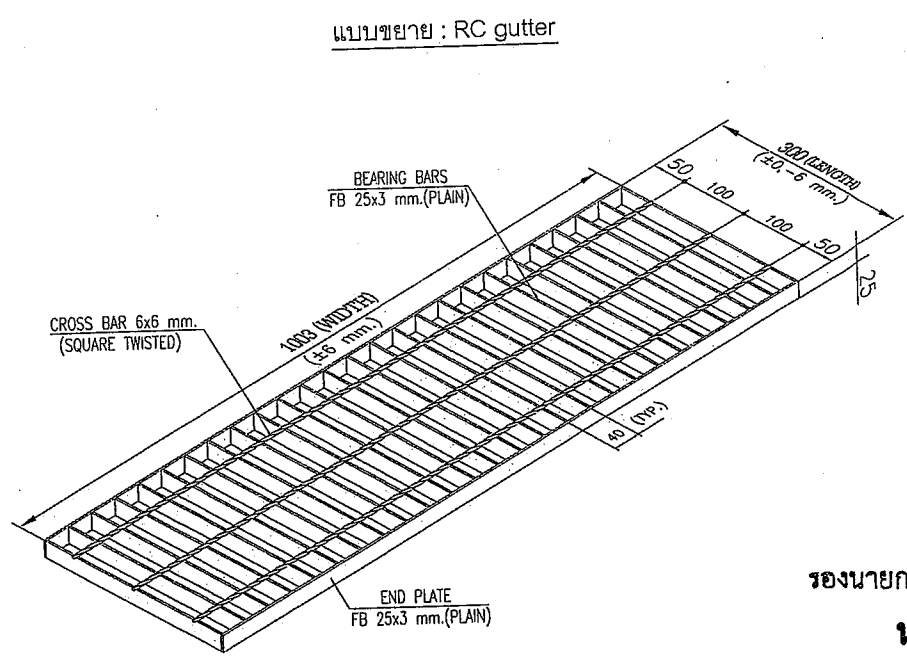 แบบขยาย : RC gutter
300 (LENGTH)
(±0,-6 mm.)
50
100
100
50
25
BEARING BARS
FB 25x3 mm.(PLAIN)
1003 (WIDTH)
(±6 mm.)
CROSS BAR 6x6 mm.
(SQUARE TWISTED)
40 (TYP.)
END PLATE
FB 25x3 mm.(PLAIN)
รองนายก